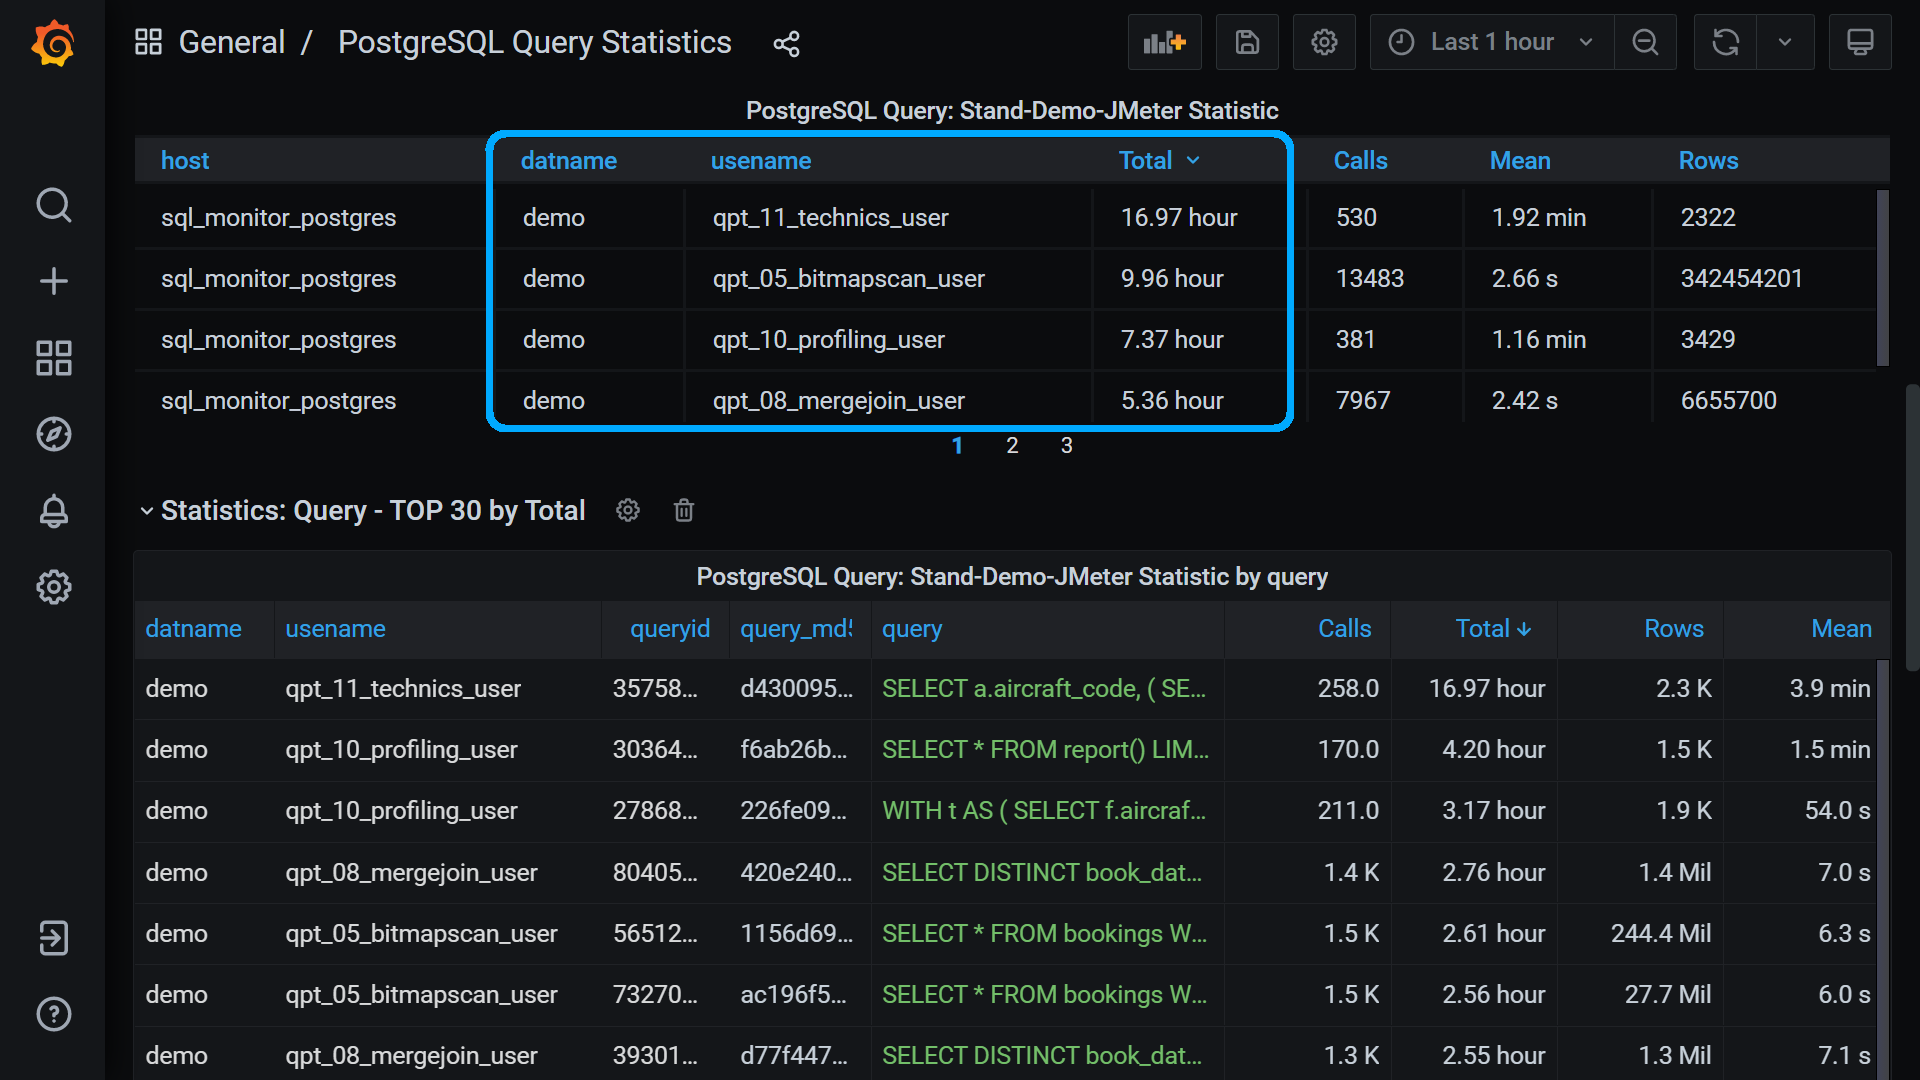 General / PostgreSQL Query Statistics
Last 1 hour
PostgreSQL Query: Stand-Demo-JMeter Statistic
host datname usename Total Calls Mean Rows
sql_monitor_postgres demo qpt_11_technics_user 16.97 hour 530 1.92 min 2322
sql_monitor_postgres demo qpt_05_bitmapscan_user 9.96 hour 13483 2.66 s 342454201
sql_monitor_postgres demo qpt_10_profiling_user 7.37 hour 381 1.16 min 3429
sql_monitor_postgres demo qpt_08_mergejoin_user 5.36 hour 7967 2.42 s 6655700
1 2 3
Statistics: Query - TOP 30 by Total
PostgreSQL Query: Stand-Demo-JMeter Statistic by query
datname usename queryid query_md5 query Calls Total Rows Mean
demo qpt_11_technics_user 35758... d430095... SELECT a.aircraft_code, ( SE... 258.0 16.97 hour 2.3 K 3.9 min
demo qpt_10_profiling_user 30364... f6ab26b... SELECT * FROM report() LIM... 170.0 4.20 hour 1.5 K 1.5 min
demo qpt_10_profiling_user 27868... 226fe09... WITH t AS ( SELECT f.aircraf... 211.0 3.17 hour 1.9 K 54.0 s
demo qpt_08_mergejoin_user 80405... 420e240... SELECT DISTINCT book_dat... 1.4 K 2.76 hour 1.4 Mil 7.0 s
demo qpt_05_bitmapscan_user 56512... 1156d69... SELECT * FROM bookings W... 1.5 K 2.61 hour 244.4 Mil 6.3 s
demo qpt_05_bitmapscan_user 73270... ac196f5... SELECT * FROM bookings W... 1.5 K 2.56 hour 27.7 Mil 6.0 s
demo qpt_08_mergejoin_user 39301... d77f447... SELECT DISTINCT book_dat... 1.3 K 2.55 hour 1.3 Mil 7.1 s